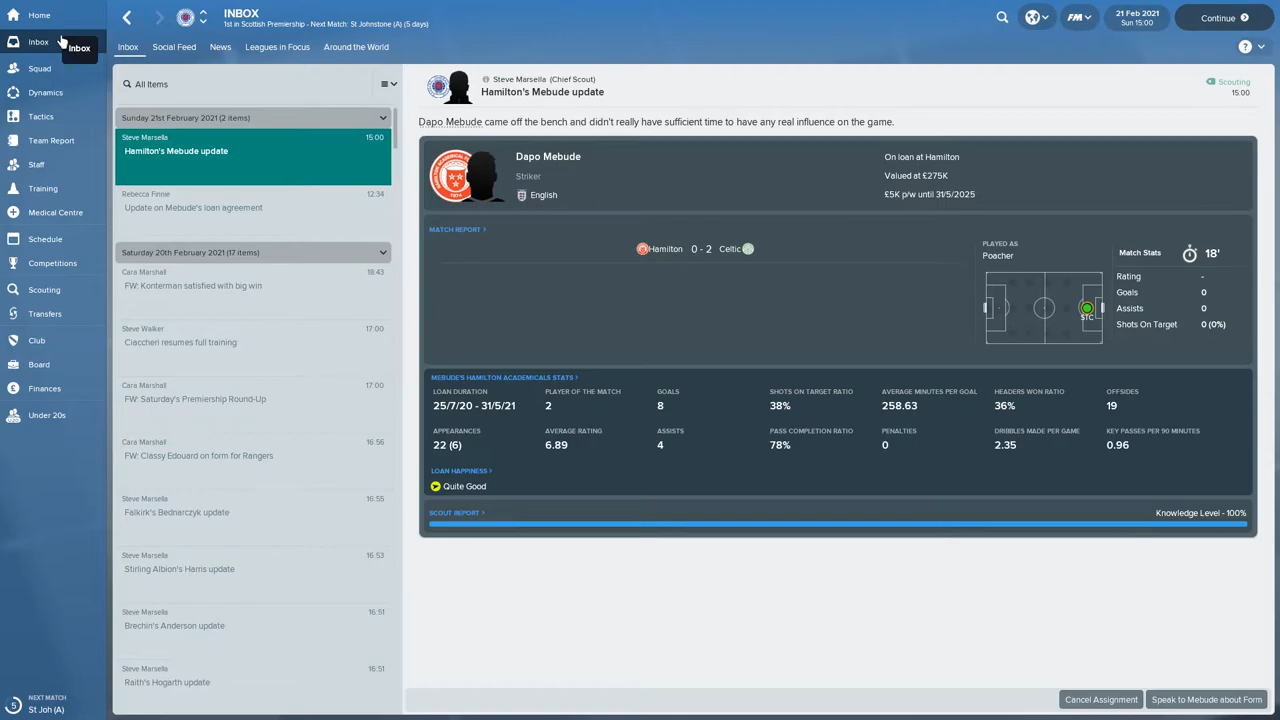 Home
INBOX
1st in Scottish Premiership - Next Match: St Johnstone (A) (5 days)
FM
21 Feb 2021
Sun 15:00
Continue
Inbox
Inbox
Inbox
Social Feed
News
Leagues in Focus
Around the World
?
Squad
Dynamics
Tactics
Team Report
Staff
Training
Medical Centre
Schedule
Competitions
Scouting
Transfers
Club
Board
Finances
Under 20s
5
NEXT MATCH
St Joh (A)
All Items
Sunday 21st February 2021 (2 items)
Steve Marsella 15:00
Hamilton's Mebude update
Rebecca Finnie 12:34
Update on Mebude's loan agreement
Saturday 20th February 2021 (17 items)
Cara Marshall 18:43
FW: Konterman satisfied with big win
Steve Walker 17:00
Ciaccheri resumes full training
Cara Marshall 17:00
FW: Saturday's Premiership Round-Up
Cara Marshall 16:56
FW: Classy Edouard on form for Rangers
Steve Marsella 16:55
Falkirk's Bednarczyk update
Steve Marsella 16:53
Stirling Albion's Harris update
Steve Marsella 16:51
Brechin's Anderson update
Steve Marsella 16:51
Raith's Hogarth update
Steve Marsella (Chief Scout)
Hamilton's Mebude update
Scouting
15:00
Dapo Mebude came off the bench and didn't really have sufficient time to have any real influence on the game.
Dapo Mebude
Striker
English
On loan at Hamilton
Valued at £275K
£5K p/w until 31/5/2025
MATCH REPORT >
Hamilton 0 - 2 Celtic
PLAYED AS
Poacher
STC
Match Stats 18'
Rating -
Goals 0
Assists 0
Shots On Target 0 (0%)
MEBUDE'S HAMILTON ACADEMICALS STATS >
LOAN DURATION PLAYER OF THE MATCH GOALS SHOTS ON TARGET RATIO AVERAGE MINUTES PER GOAL HEADERS WON RATIO OFFSIDES
25/7/20 - 31/5/21 2 8 38% 258.63 36% 19
APPEARANCES AVERAGE RATING ASSISTS PASS COMPLETION RATIO PENALTIES DRIBBLES MADE PER GAME KEY PASSES PER 90 MINUTES
22 (6) 6.89 4 78% 0 2.35 0.96
LOAN HAPPINESS >
Quite Good
SCOUT REPORT >
Knowledge Level - 100%
Cancel Assignment
Speak to Mebude about Form